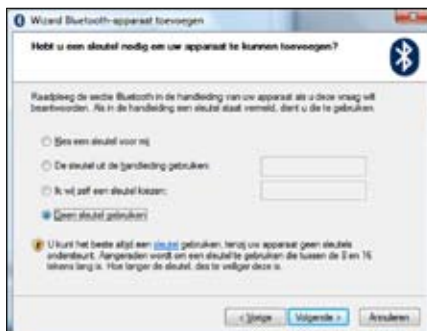 Wizard Bluetooth-apparaat toevoegen
Hebt u een sleutel nodig om uw apparaat te kunnen toevoegen?
Raadpleeg de sectie Bluetooth in de handleiding van uw apparaat als u deze vraag wilt
beantwoorden. Als in de handleiding een sleutel staat vermeld, dient u die te gebruiken.
Kies een sleutel voor mij
De sleutel uit de handleiding gebruiken:
Ik wil zelf een sleutel kiezen:
Geen sleutel gebruiken
U kunt het beste altijd een sleutel gebruiken, tenzij uw apparaat geen sleutels
ondersteunt. Aangeraden wordt om een sleutel te gebruiken die tussen de 8 en 16
tekens lang is. Hoe langer de sleutel, des te veiliger deze is.
< Vorige Volgende > Annuleren